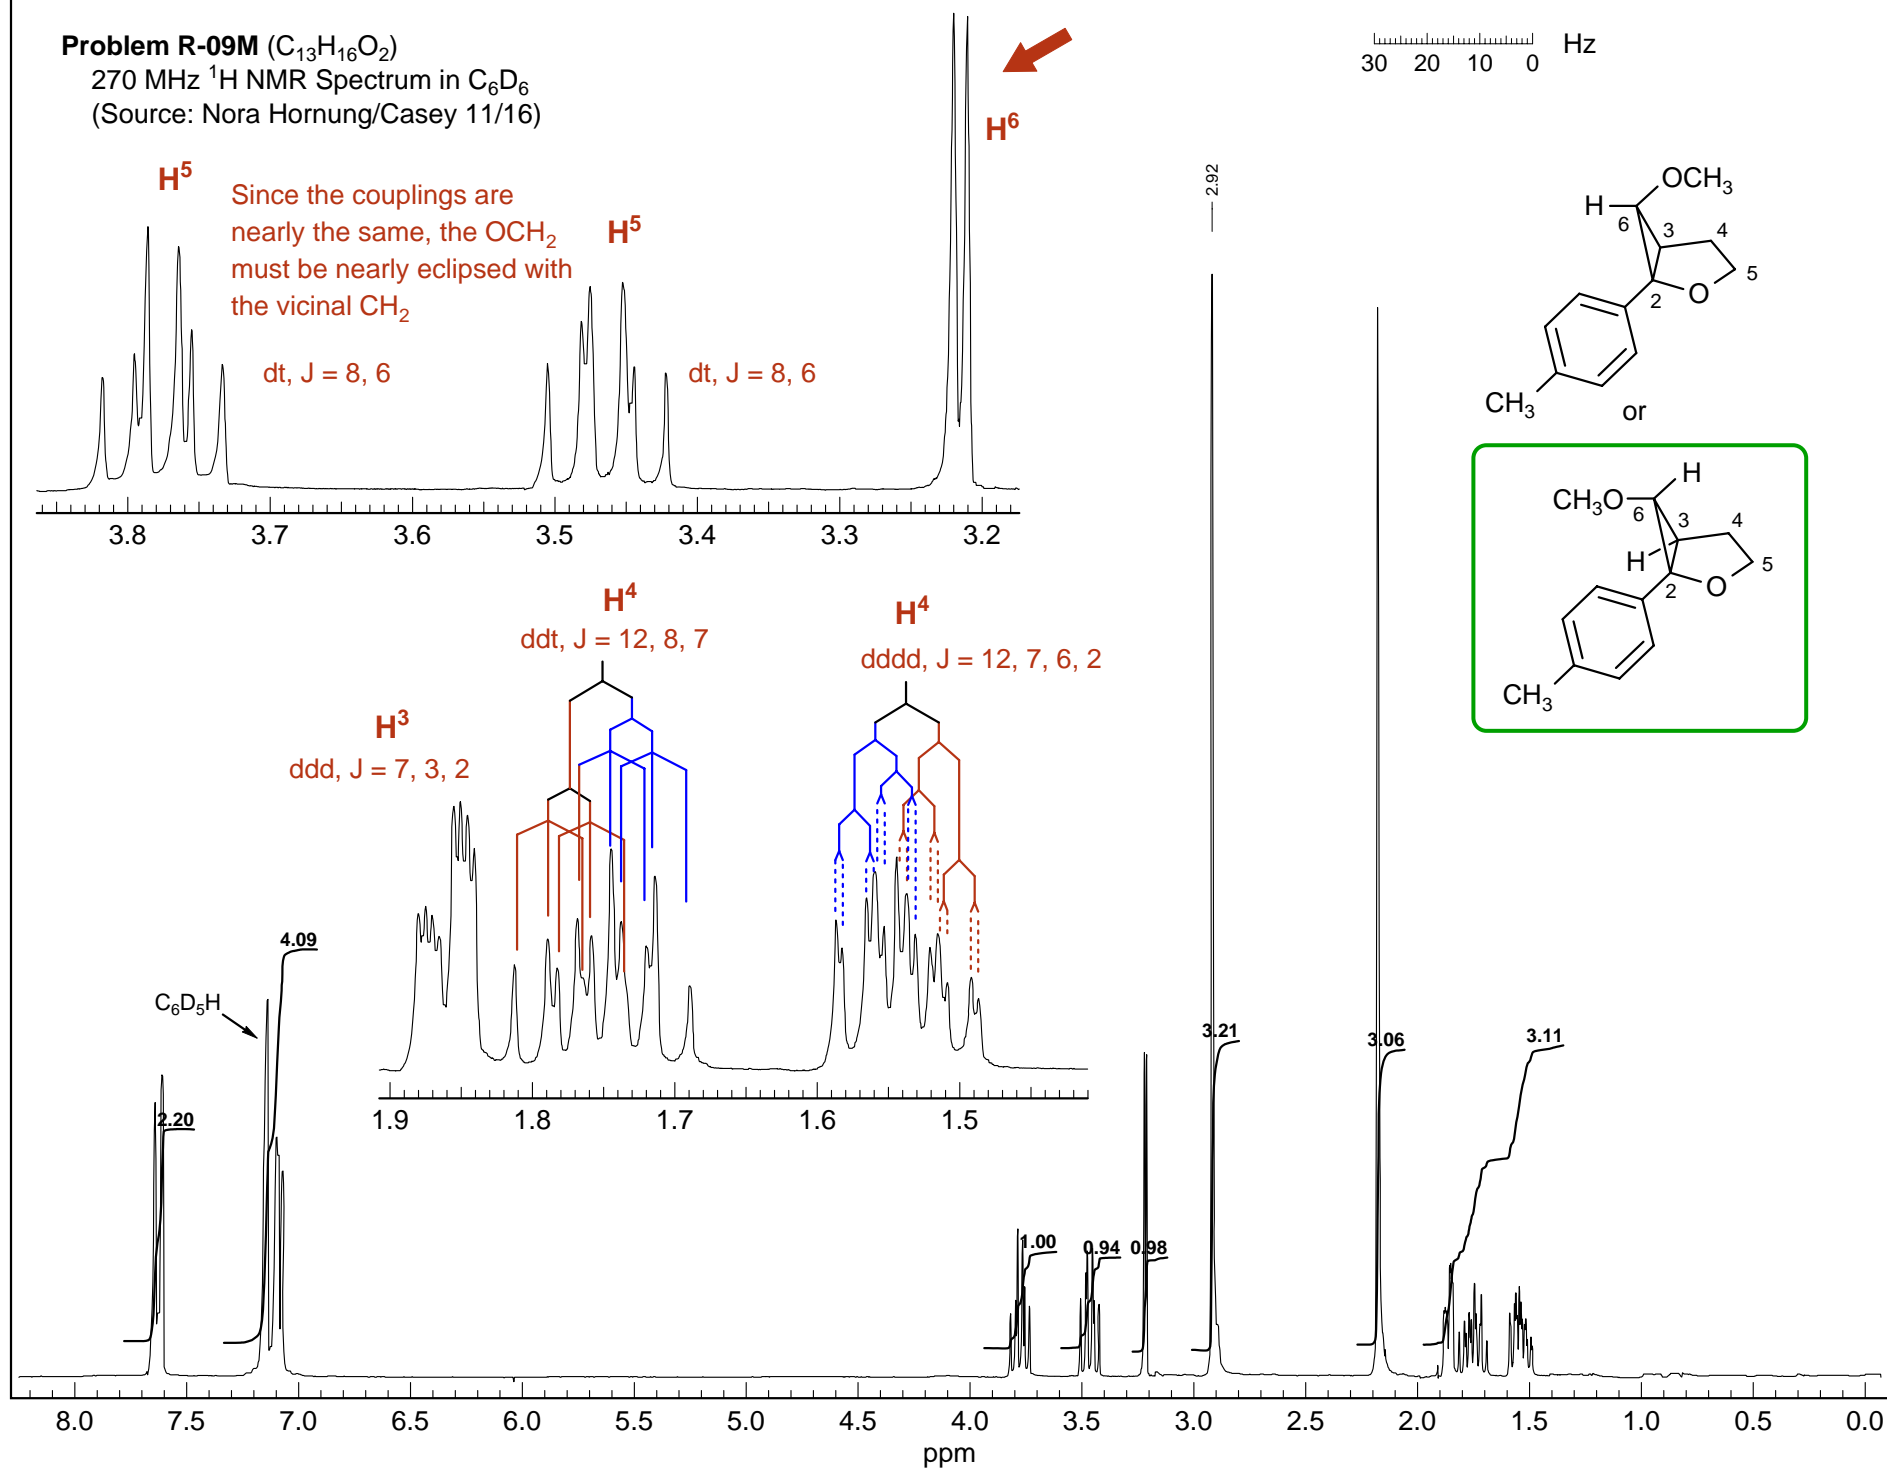 Problem R-09M (C13H16O2)
270 MHz 1H NMR Spectrum in C6D6
(Source: Nora Hornung/Casey 11/16)
30 20 10 0 Hz
H5
Since the couplings are
nearly the same, the OCH2
must be nearly eclipsed with
the vicinal CH2
dt, J = 8, 6
H5
dt, J = 8, 6
H6
2.92
3.8 3.7 3.6 3.5 3.4 3.3 3.2
OCH3
H
6
3
4
5
O
2
CH3
or
H
CH3O
6
3
4
H
5
O
2
CH3
H3
ddd, J = 7, 3, 2
H4
ddt, J = 12, 8, 7
H4
dddd, J = 12, 7, 6, 2
1.9 1.8 1.7 1.6 1.5
C6D5H
2.20
4.09
1.00
0.94
0.98
3.21
3.06
3.11
8.0 7.5 7.0 6.5 6.0 5.5 5.0 4.5 4.0 3.5 3.0 2.5 2.0 1.5 1.0 0.5 0.0
ppm